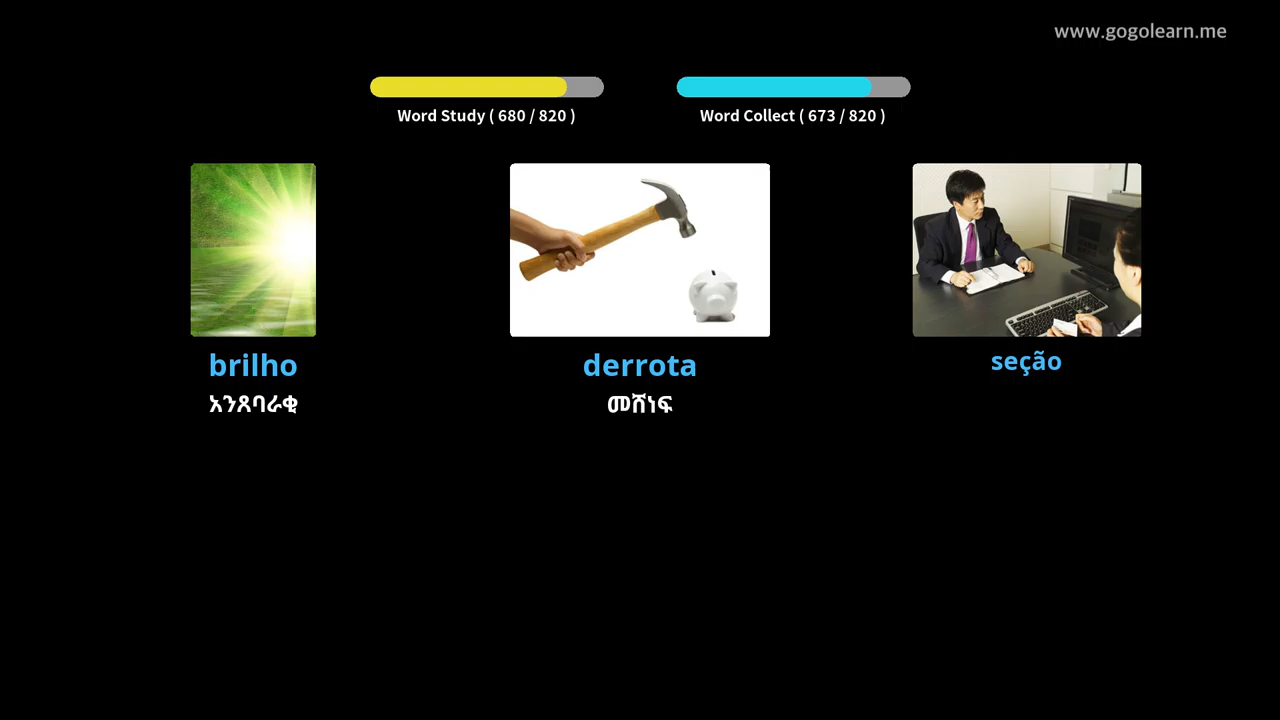 www.gogolearn.me
Word Study ( 680 / 820 )
Word Collect ( 673 / 820 )
brilho
derrota
seção
አንጸባራቂ
መሸነፍ